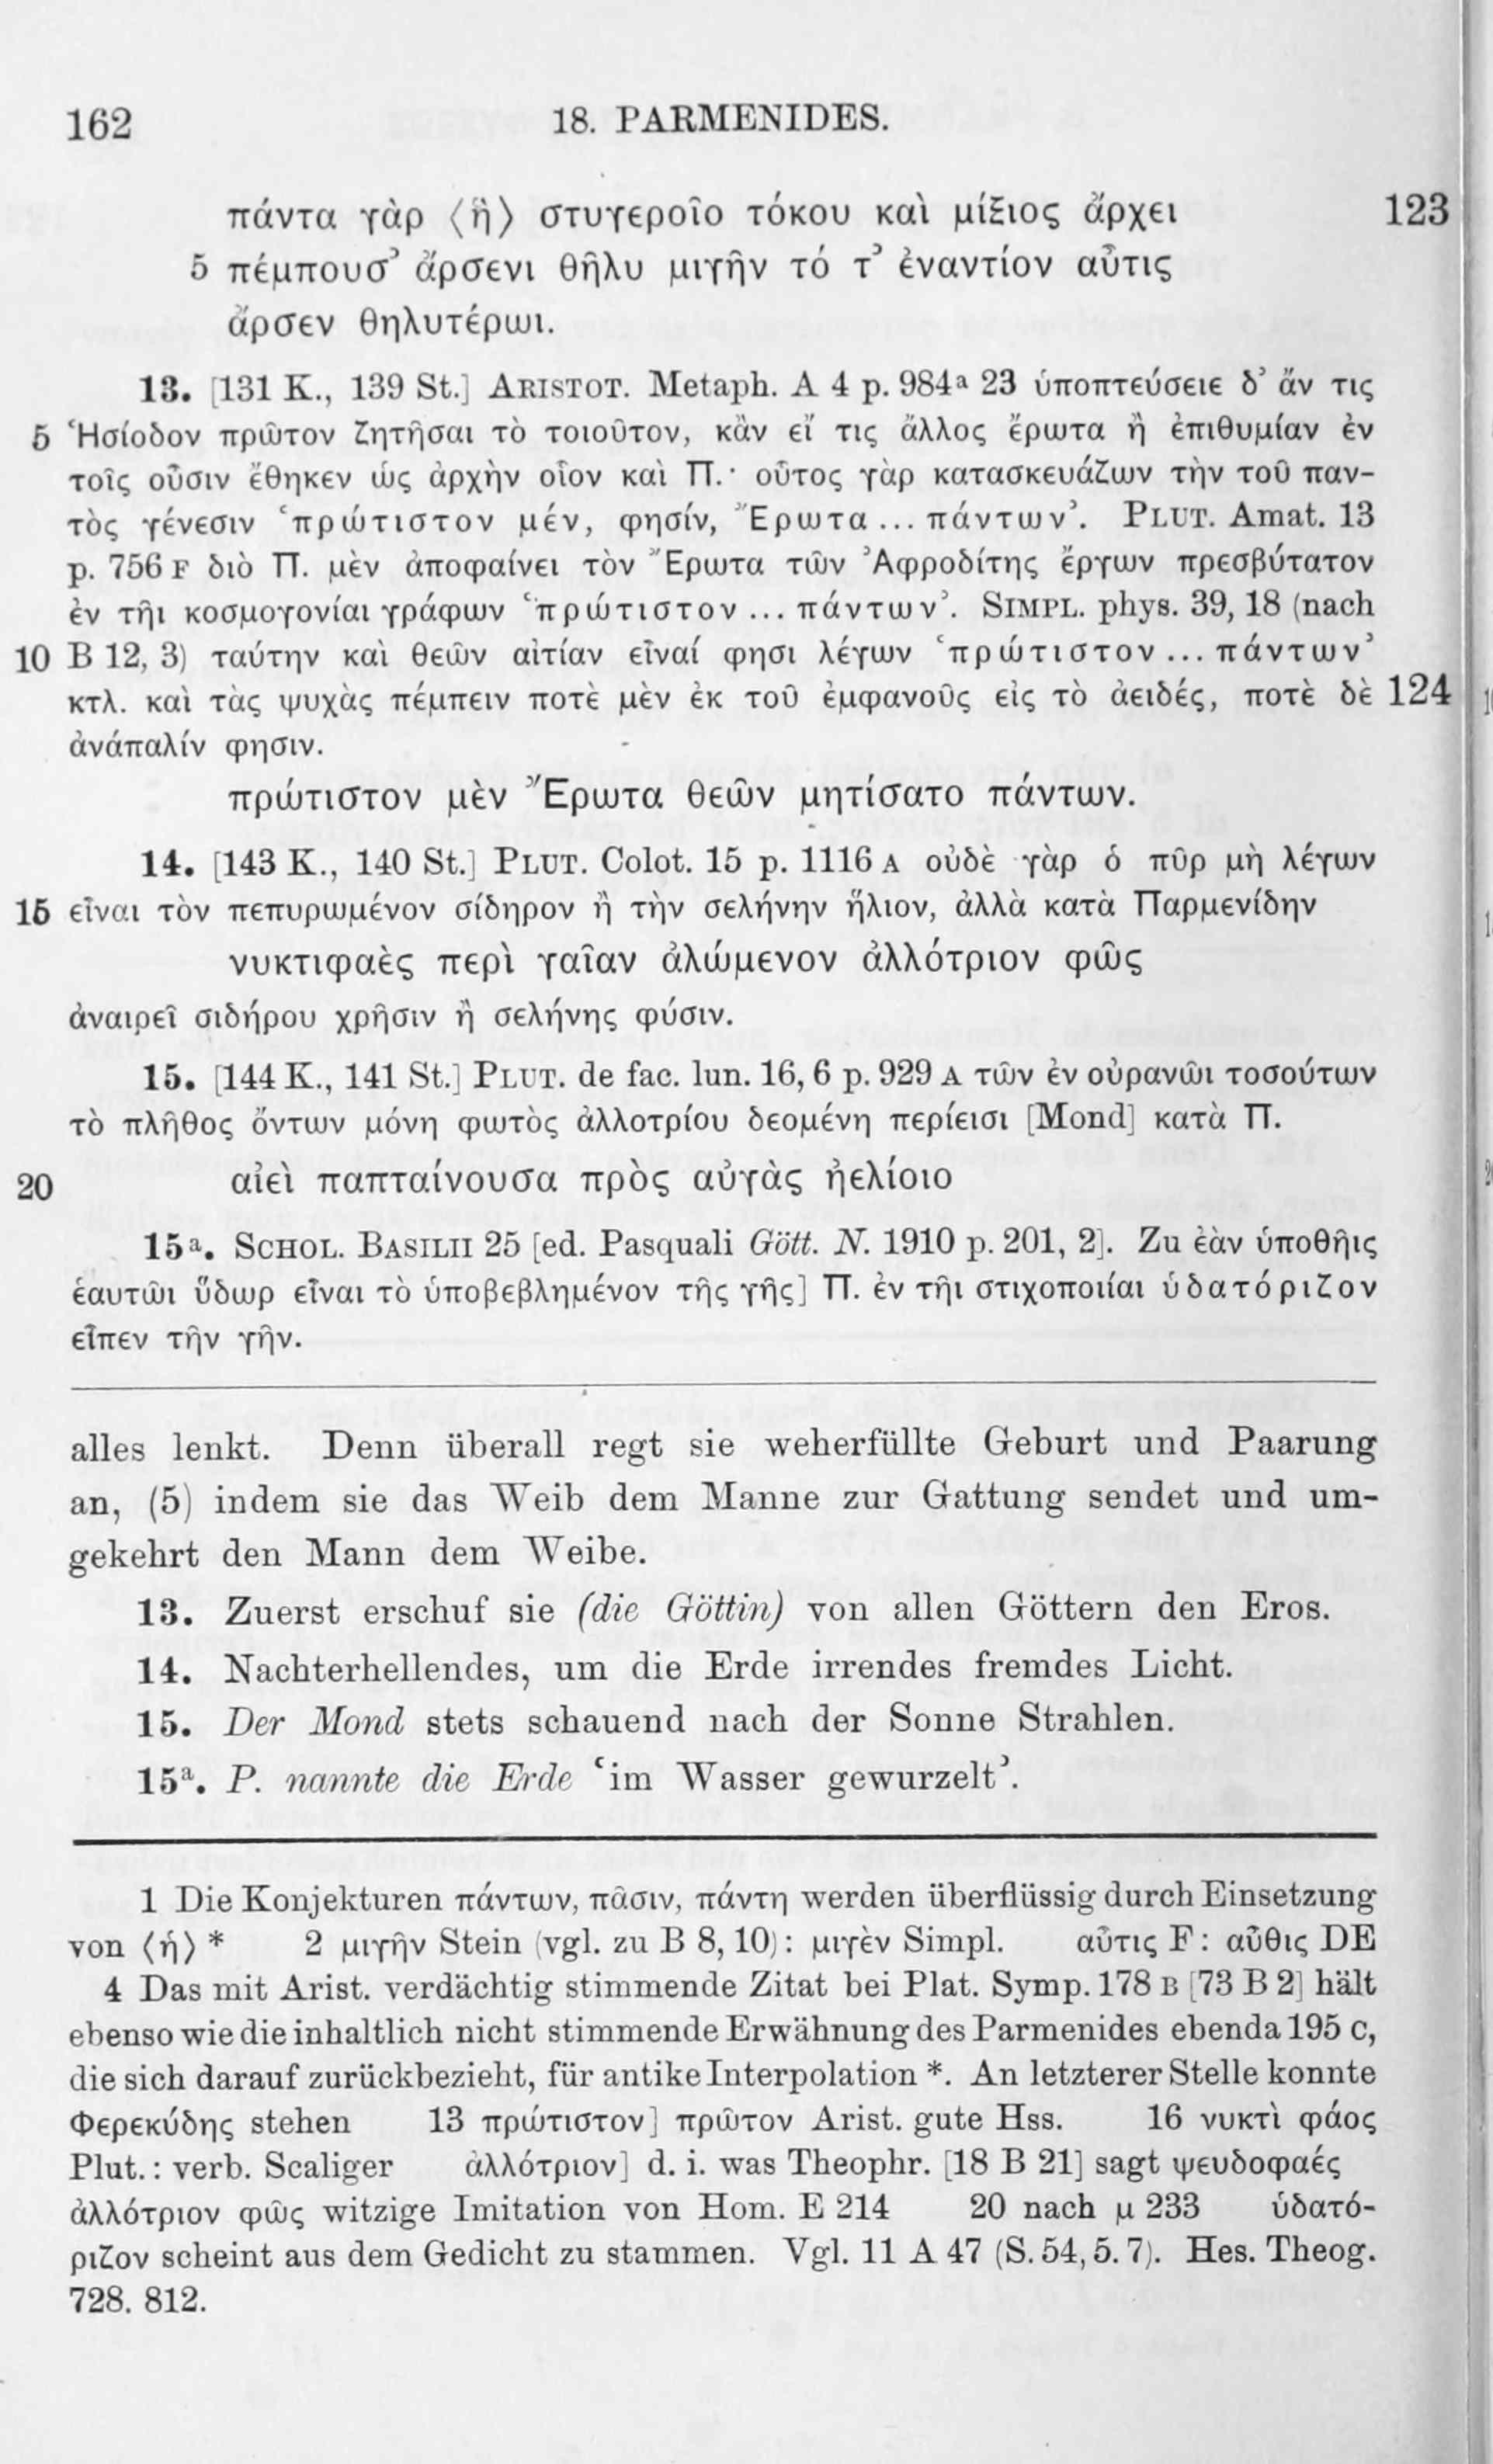 162 18. PARMENIDES.
πάντα γὰρ ⟨ἣ⟩ στυγεροῖο τόκου καὶ μίξιος ἄρχει 123
5 πέμπουσ’ ἄρσενι θῆλυ μιγῆν τό τ’ ἐναντίον αὖτις
ἄρσεν θηλυτέρωι.
13. [131 K., 139 St.] ARISTOT. Metaph. A 4 p. 984ᵃ 23 ὑποπτεύσειε δ’ ἄν τις
5 Ἡσίοδον πρῶτον ζητῆσαι τὸ τοιοῦτον, κἂν εἴ τις ἄλλος ἔρωτα ἢ ἐπιθυμίαν ἐν
τοῖς οὖσιν ἔθηκεν ὡς ἀρχὴν οἷον καὶ Π.· οὗτος γὰρ κατασκευάζων τὴν τοῦ παν-
τὸς γένεσιν ‘πρώτιστον μέν, φησίν, Ἔρωτα ... πάντων’. PLUT. Amat. 13
p. 756 F διὸ Π. μὲν ἀποφαίνει τὸν Ἔρωτα τῶν Ἀφροδίτης ἔργων πρεσβύτατον
ἐν τῆι κοσμογονίαι γράφων ‘πρώτιστον ... πάντων’. SIMPL. phys. 39, 18 (nach
10 B 12, 3) ταύτην καὶ θεῶν αἰτίαν εἶναί φησι λέγων ‘πρώτιστον ... πάντων’
κτλ. καὶ τὰς ψυχὰς πέμπειν ποτὲ μὲν ἐκ τοῦ ἐμφανοῦς εἰς τὸ ἀειδές, ποτὲ δὲ 124
ἀνάπαλίν φησιν.
πρώτιστον μὲν Ἔρωτα θεῶν μητίσατο πάντων.
14. [143 K., 140 St.] PLUT. Colot. 15 p. 1116 A οὐδὲ γὰρ ὁ πῦρ μὴ λέγων
15 εἶναι τὸν πεπυρωμένον σίδηρον ἢ τὴν σελήνην ἥλιον, ἀλλὰ κατὰ Παρμενίδην
νυκτιφαὲς περὶ γαῖαν ἀλώμενον ἀλλότριον φῶς
ἀναιρεῖ σιδήρου χρῆσιν ἢ σελήνης φύσιν.
15. [144 K., 141 St.] PLUT. de fac. lun. 16, 6 p. 929 A τῶν ἐν οὐρανῶι τοσούτων
τὸ πλῆθος ὄντων μόνη φωτὸς ἀλλοτρίου δεομένη περίεισι [Mond] κατὰ Π.
20 αἰεὶ παπταίνουσα πρὸς αὐγὰς ἠελίοιο
15ᵃ. SCHOL. BASILII 25 [ed. Pasquali Gött. N. 1910 p. 201, 2]. Zu ἐὰν ὑποθῆις
ἑαυτῶι ὕδωρ εἶναι τὸ ὑποβεβλημένον τῆς γῆς] Π. ἐν τῆι στιχοποιίαι ὑδατόριζον
εἶπεν τὴν γῆν.
alles lenkt. Denn überall regt sie weherfüllte Geburt und Paarung
an, (5) indem sie das Weib dem Manne zur Gattung sendet und um-
gekehrt den Mann dem Weibe.
13. Zuerst erschuf sie (die Göttin) von allen Göttern den Eros.
14. Nachterhellendes, um die Erde irrendes fremdes Licht.
15. Der Mond stets schauend nach der Sonne Strahlen.
15ᵃ. P. nannte die Erde ‘im Wasser gewurzelt’.
1 Die Konjekturen πάντων, πᾶσιν, πάντη werden überflüssig durch Einsetzung
von ⟨ἡ⟩ * 2 μιγῆν Stein (vgl. zu B 8, 10): μιγὲν Simpl. αὖτις F: αὖθις DE
4 Das mit Arist. verdächtig stimmende Zitat bei Plat. Symp. 178 B [73 B 2] hält
ebenso wie die inhaltlich nicht stimmende Erwähnung des Parmenides ebenda 195 C,
die sich darauf zurückbezieht, für antike Interpolation *. An letzterer Stelle konnte
Φερεκύδης stehen 13 πρώτιστον] πρῶτον Arist. gute Hss. 16 νυκτὶ φάος
Plut.: verb. Scaliger ἀλλότριον] d. i. was Theophr. [18 B 21] sagt ψευδοφαές
ἀλλότριον φῶς witzige Imitation von Hom. E 214 20 nach μ 233 ὑδατό-
ριζον scheint aus dem Gedicht zu stammen. Vgl. 11 A 47 (S. 54, 5. 7). Hes. Theog.
728. 812.